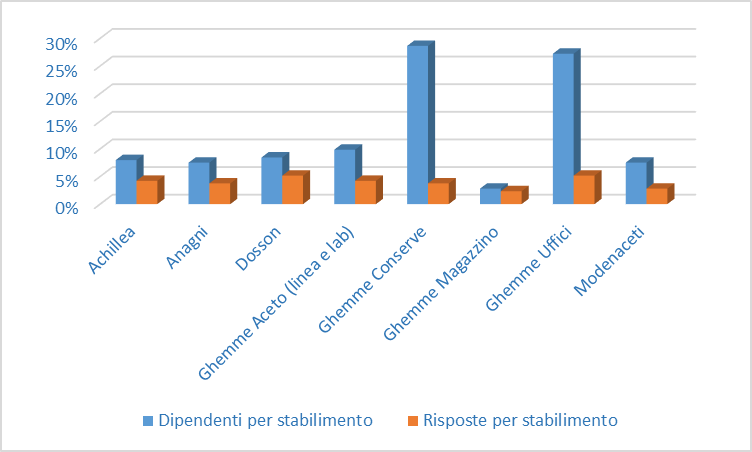 30%
25%
20%
15%
10%
5%
0%
Achillea
Anagni
Dosson
Ghemme Aceto (linea e lab)
Ghemme Conserve
Ghemme Magazzino
Ghemme Uffici
Modenaceti
Dipendenti per stabilimento
Risposte per stabilimento